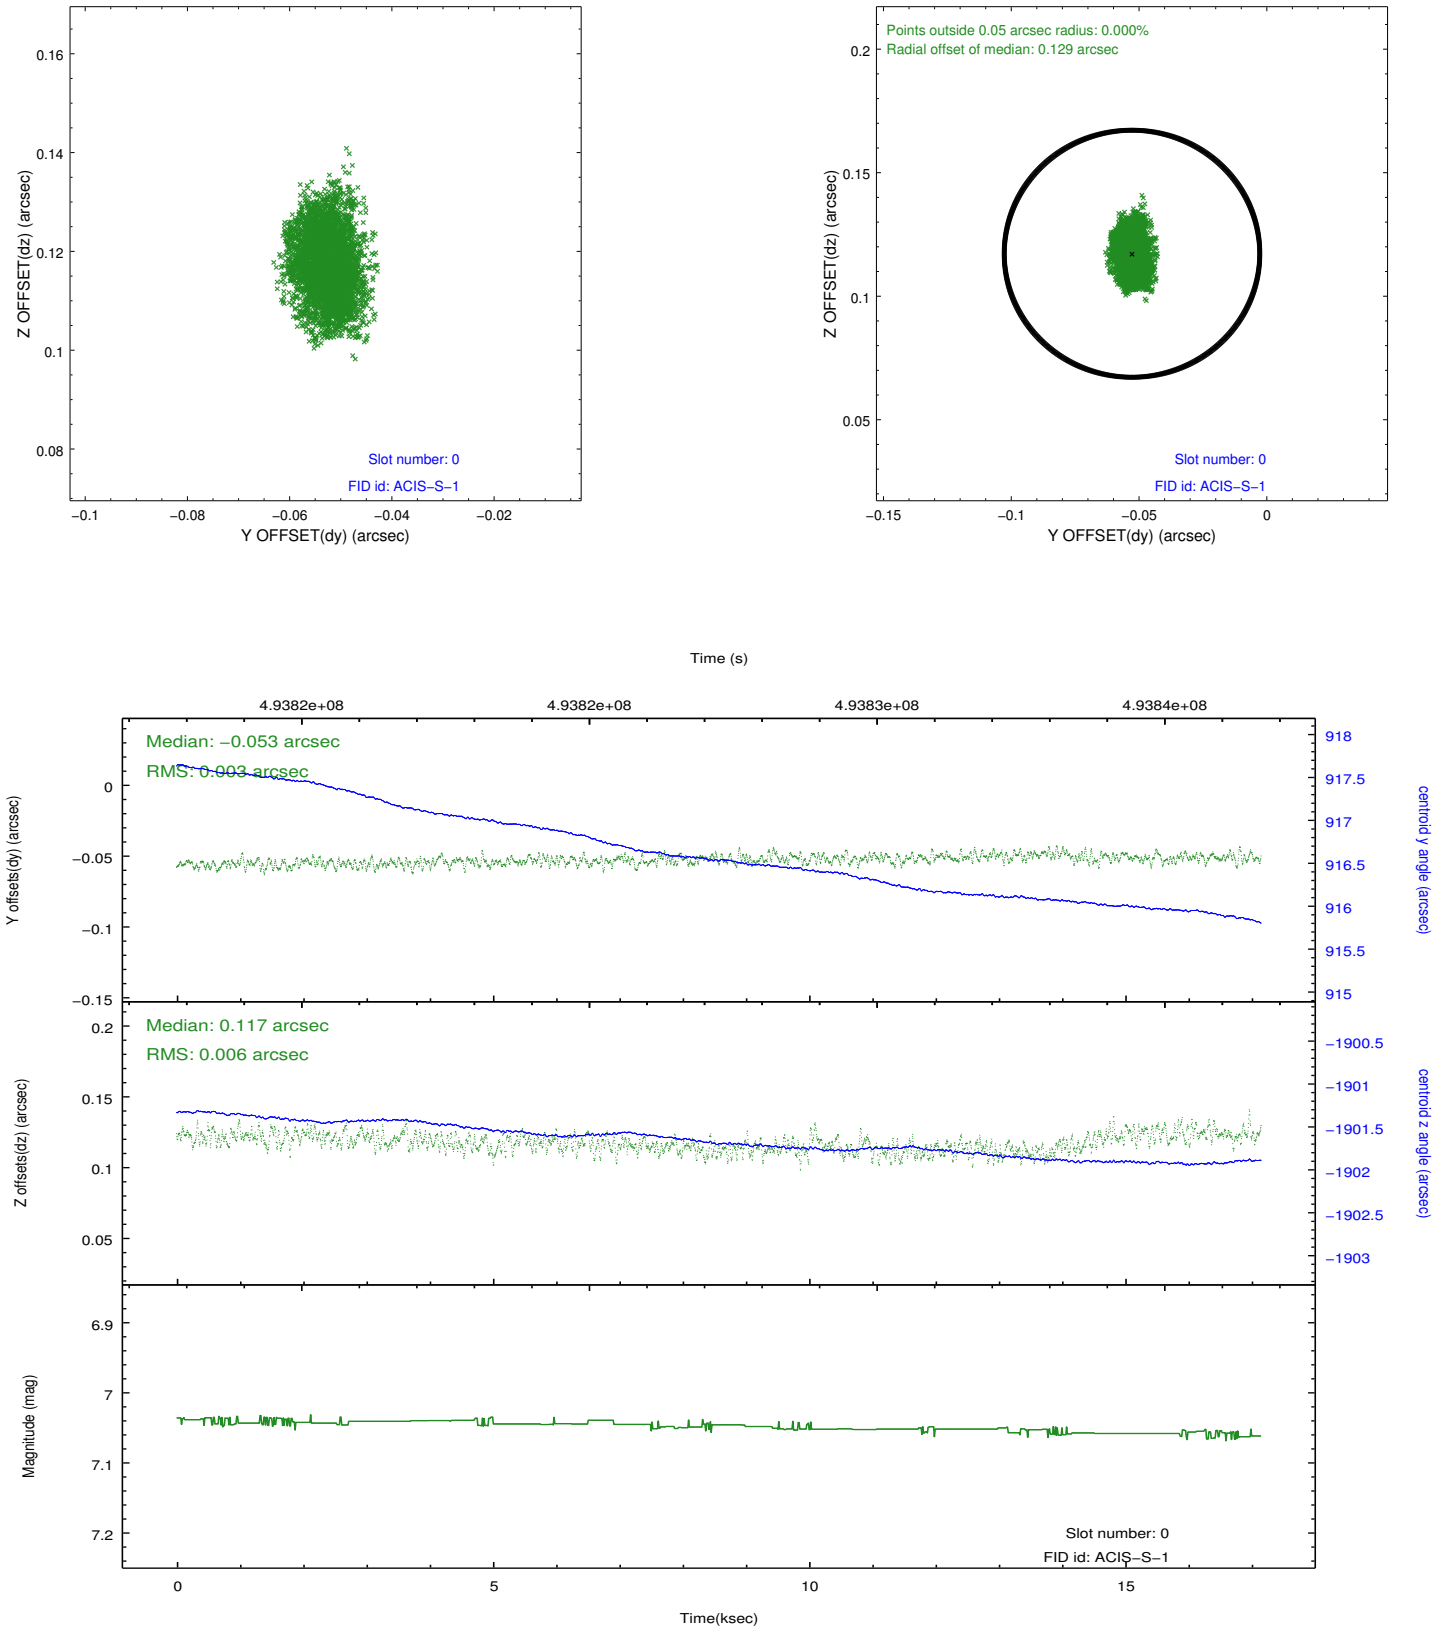 0.16
0.14
0.12
0.1
0.08
Z OFFSET(dz) (arcsec)
Slot number: 0
FID id: ACIS−S−1
−0.1 −0.08 −0.06 −0.04 −0.02
Y OFFSET(dy) (arcsec)
Points outside 0.05 arcsec radius: 0.000%
Radial offset of median: 0.129 arcsec
0.2
0.15
0.1
0.05
Z OFFSET(dz) (arcsec)
Slot number: 0
FID id: ACIS−S−1
−0.15 −0.1 −0.05 0
Y OFFSET(dy) (arcsec)
Time (s)
4.9382e+08 4.9382e+08 4.9383e+08 4.9384e+08
Median: −0.053 arcsec
RMS: 0.003 arcsec
0
−0.05
−0.1
−0.15
Y offsets(dy) (arcsec)
918
917.5
917
916.5
916
915.5
915
centroid y angle (arcsec)
Median: 0.117 arcsec
RMS: 0.006 arcsec
0.2
0.15
0.1
0.05
Z offsets(dz) (arcsec)
−1900.5
−1901
−1901.5
−1902
−1902.5
−1903
centroid z angle (arcsec)
6.9
7
7.1
7.2
Magnitude (mag)
Slot number: 0
FID id: ACIS−S−1
0 5 10 15
Time(ksec)